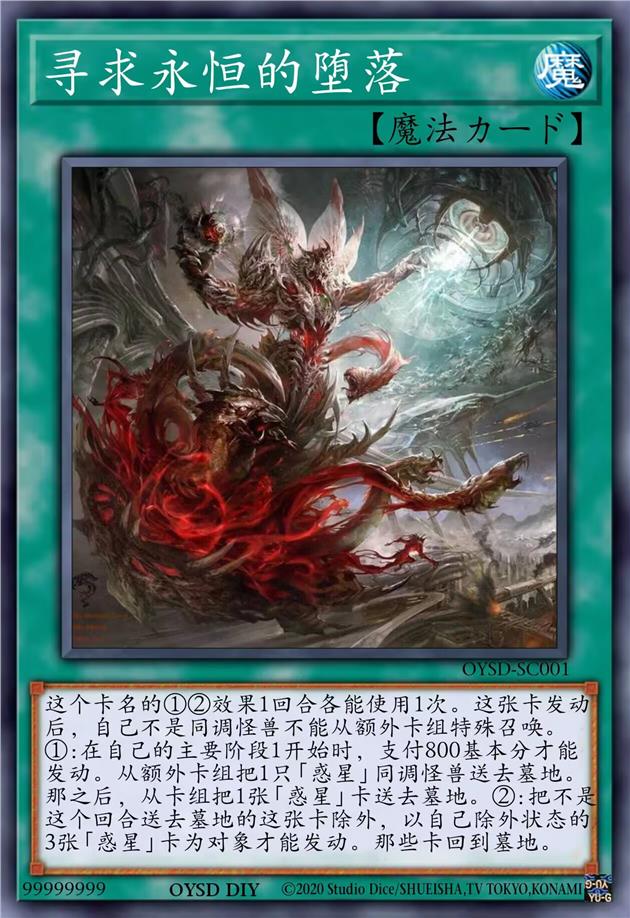 寻求永恒的堕落
魔
【魔法カード】
OYSD-SC001
这个卡名的①②效果1回合各能使用1次。这张卡发动
后，自己不是同调怪兽不能从额外卡组特殊召唤。
①:在自己的主要阶段1开始时，支付800基本分才能
发动。从额外卡组把1只「惑星」同调怪兽送去墓地。
那之后，从卡组把1张「惑星」卡送去墓地。②:把不是
这个回合送去墓地的这张卡除外，以自己除外状态的
3张「惑星」卡为对象才能发动。那些卡回到墓地。
99999999
OYSD DIY
©2020 Studio Dice/SHUEISHA,TV TOKYO,KONAMI
YU-G
YU-G